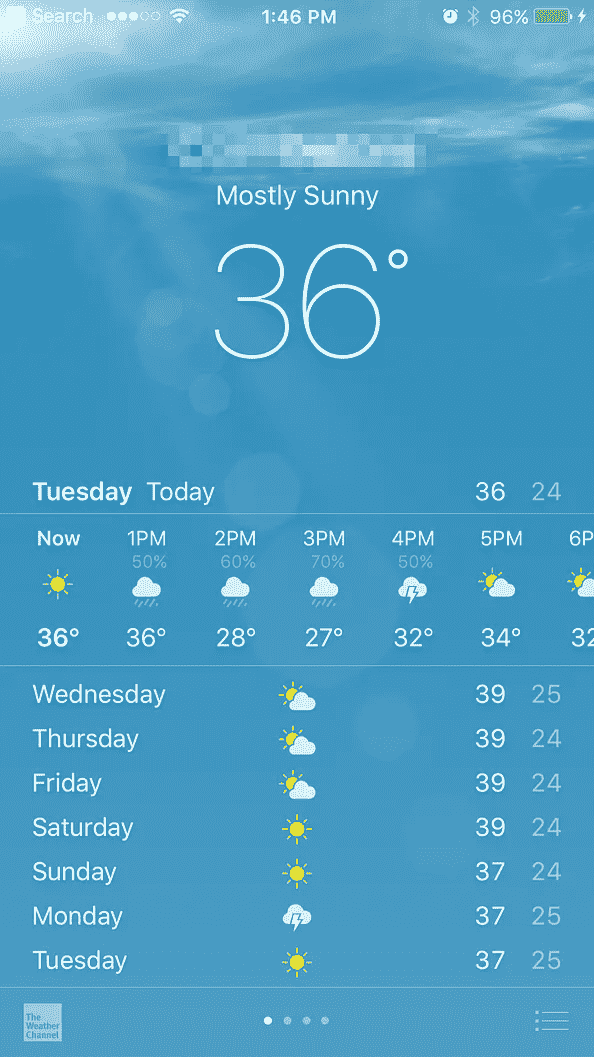 Search 1:46 PM 96%
Mostly Sunny
36°
Tuesday Today 36 24
Now 1PM 2PM 3PM 4PM 5PM 6P
50% 60% 70% 50%
36° 36° 28° 27° 32° 34° 32
Wednesday 39 25
Thursday 39 24
Friday 39 24
Saturday 39 24
Sunday 37 24
Monday 37 25
Tuesday 37 25
The
Weather
Channel